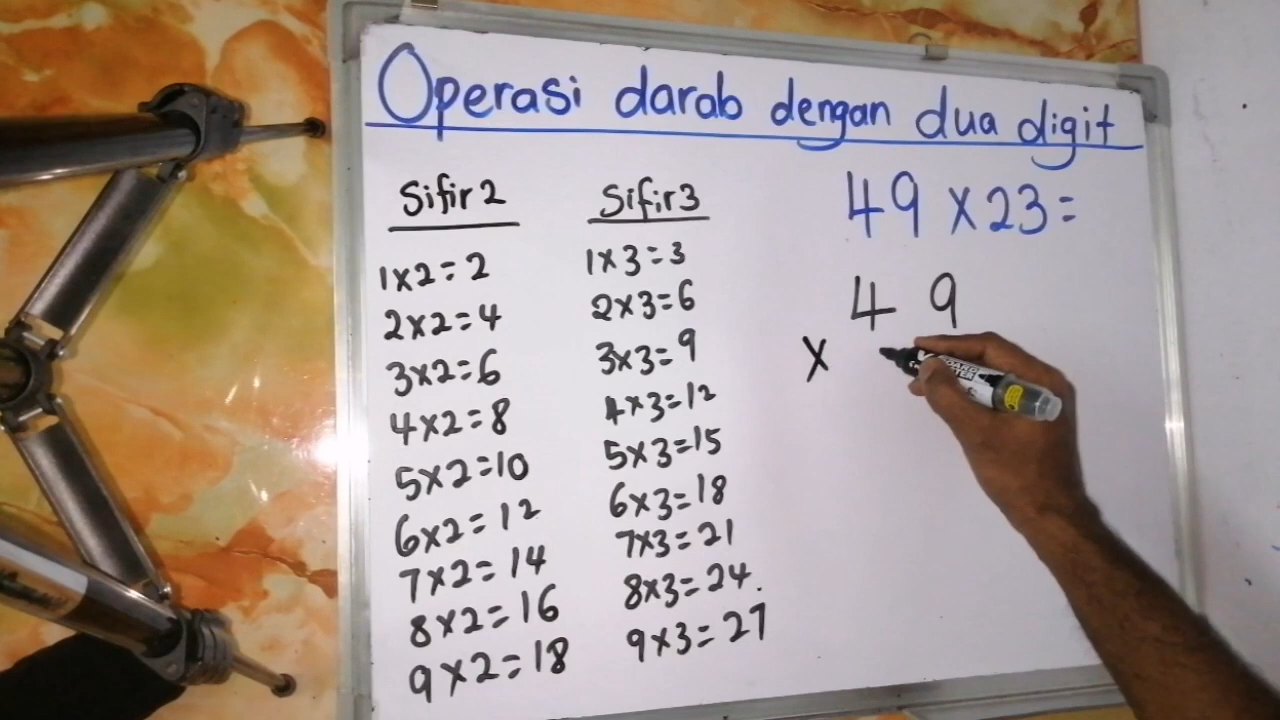 Operasi darab dengan dua digit
Sifir 2
1x2=2
2x2=4
3x2=6
4x2=8
5x2=10
6x2=12
7x2=14
8x2=16
9x2=18
Sifir 3
1x3=3
2x3=6
3x3=9
4x3=12
5x3=15
6x3=18
7x3=21
8x3=24.
9x3=27
49 x 23=
4 9
x